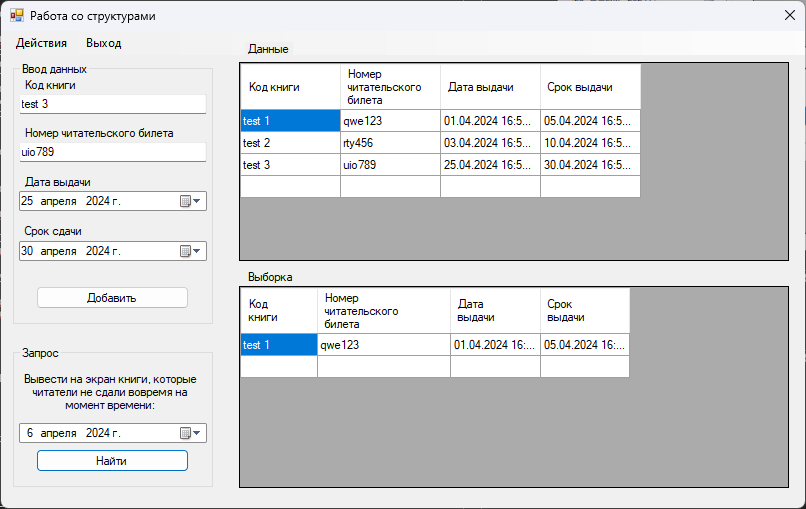 Работа со структурами
Действия Выход
Ввод данных
Код книги
test 3
Номер читательского билета
uio789
Дата выдачи
25 апреля 2024 г.
Срок сдачи
30 апреля 2024 г.
Добавить
Запрос
Вывести на экран книги, которые
читатели не сдали вовремя на
момент времени:
6 апреля 2024 г.
Найти
Данные
Код книги Номер читательского билета Дата выдачи Срок выдачи
test 1 qwe123 01.04.2024 16:5... 05.04.2024 16:5...
test 2 rty456 03.04.2024 16:5... 10.04.2024 16:5...
test 3 uio789 25.04.2024 16:5... 30.04.2024 16:5...
Выборка
Код книги Номер читательского билета Дата выдачи Срок выдачи
test 1 qwe123 01.04.2024 16:... 05.04.2024 16:...